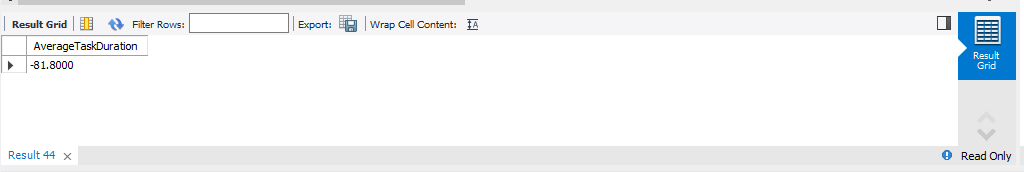 Result Grid
Filter Rows:
Export:
Wrap Cell Content:
AverageTaskDuration
-81.8000
Result
Grid
Result 44
Read Only